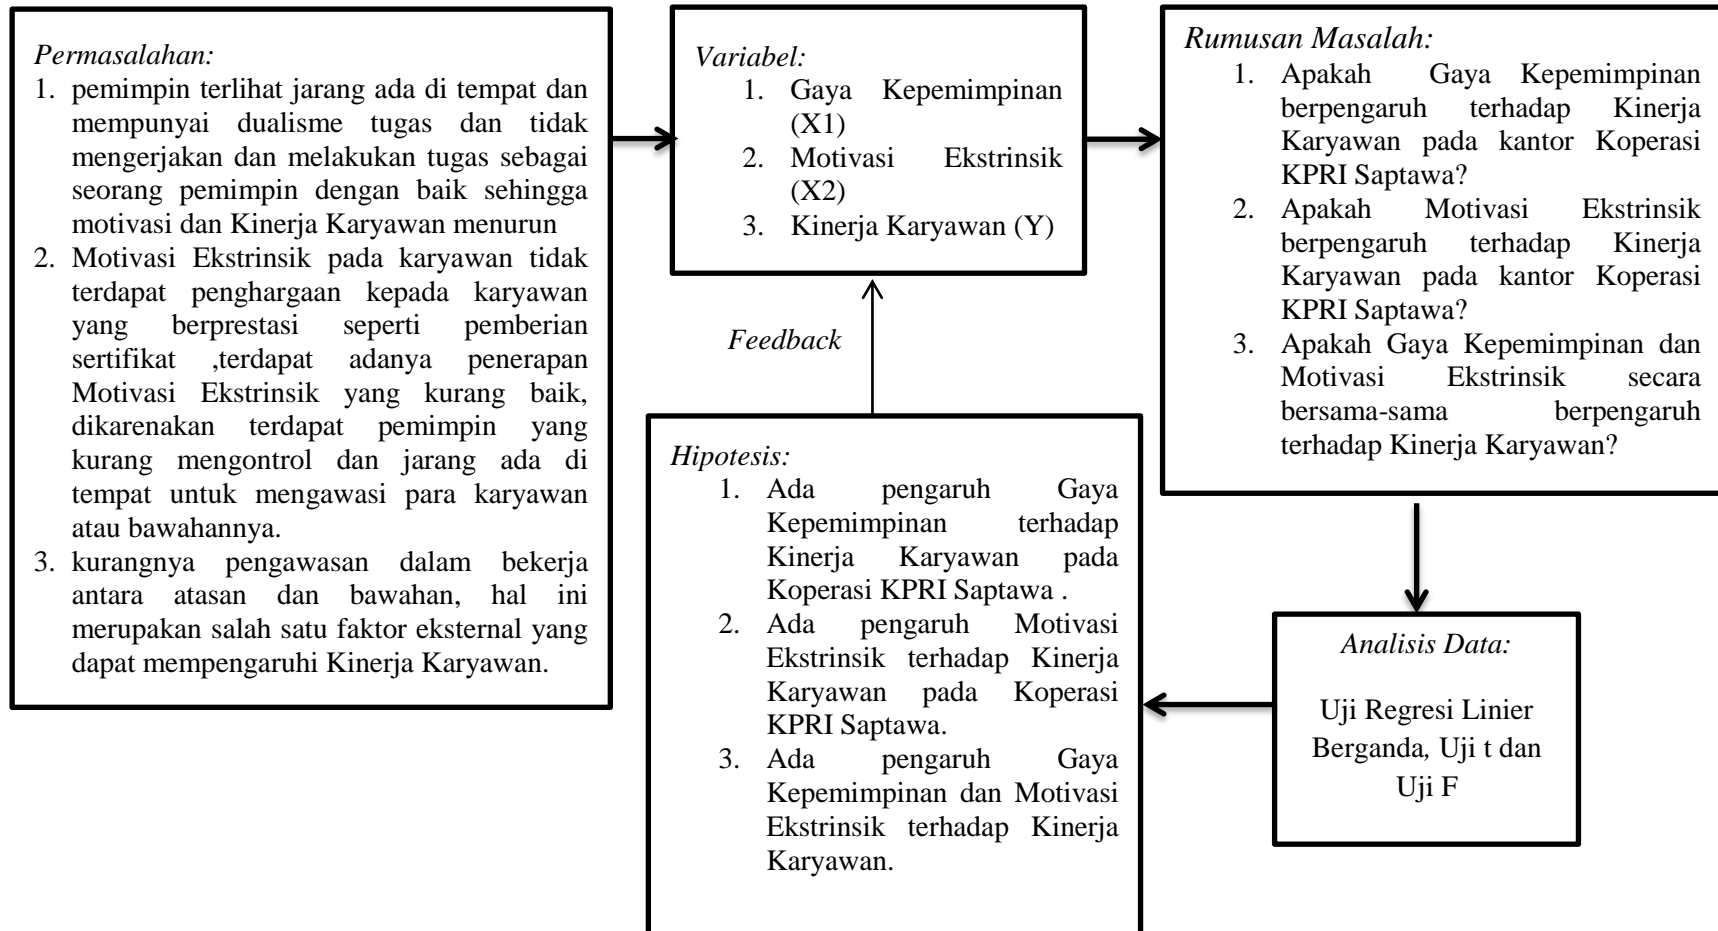 Permasalahan:
1. pemimpin terlihat jarang ada di tempat dan
mempunyai dualisme tugas dan tidak
mengerjakan dan melakukan tugas sebagai
seorang pemimpin dengan baik sehingga
motivasi dan Kinerja Karyawan menurun
2. Motivasi Ekstrinsik pada karyawan tidak
terdapat penghargaan kepada karyawan
yang berprestasi seperti pemberian
sertifikat ,terdapat adanya penerapan
Motivasi Ekstrinsik yang kurang baik,
dikarenakan terdapat pemimpin yang
kurang mengontrol dan jarang ada di
tempat untuk mengawasi para karyawan
atau bawahannya.
3. kurangnya pengawasan dalam bekerja
antara atasan dan bawahan, hal ini
merupakan salah satu faktor eksternal yang
dapat mempengaruhi Kinerja Karyawan.
Variabel:
1. Gaya Kepemimpinan
(X1)
2. Motivasi Ekstrinsik
(X2)
3. Kinerja Karyawan (Y)
Rumusan Masalah:
1. Apakah Gaya Kepemimpinan
berpengaruh terhadap Kinerja
Karyawan pada kantor Koperasi
KPRI Saptawa?
2. Apakah Motivasi Ekstrinsik
berpengaruh terhadap Kinerja
Karyawan pada kantor Koperasi
KPRI Saptawa?
3. Apakah Gaya Kepemimpinan dan
Motivasi Ekstrinsik secara
bersama-sama berpengaruh
terhadap Kinerja Karyawan?
Feedback
Hipotesis:
1. Ada pengaruh Gaya
Kepemimpinan terhadap
Kinerja Karyawan pada
Koperasi KPRI Saptawa .
2. Ada pengaruh Motivasi
Ekstrinsik terhadap Kinerja
Karyawan pada Koperasi
KPRI Saptawa.
3. Ada pengaruh Gaya
Kepemimpinan dan Motivasi
Ekstrinsik terhadap Kinerja
Karyawan.
Analisis Data:
Uji Regresi Linier
Berganda, Uji t dan
Uji F